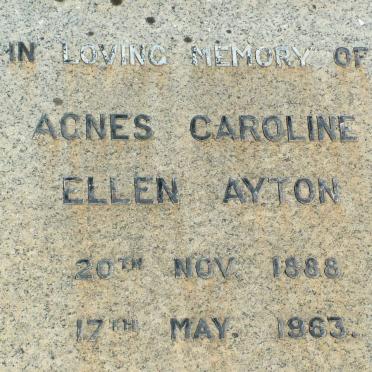 IN LOVING MEMORY OF
AGNES CAROLINE
ELLEN AYTON
20TH NOV. 1888
17TH MAY. 1963.